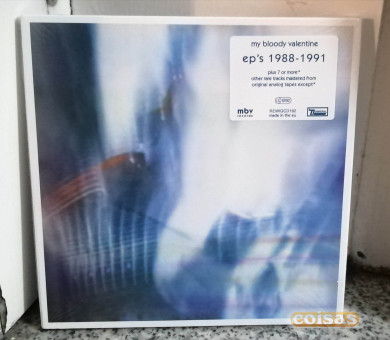 my bloody valentine
ep's 1988-1991
plus 7 or more*
other rare tracks mastered from
original analog tapes except*
mbv
records
made in the eu
coisas